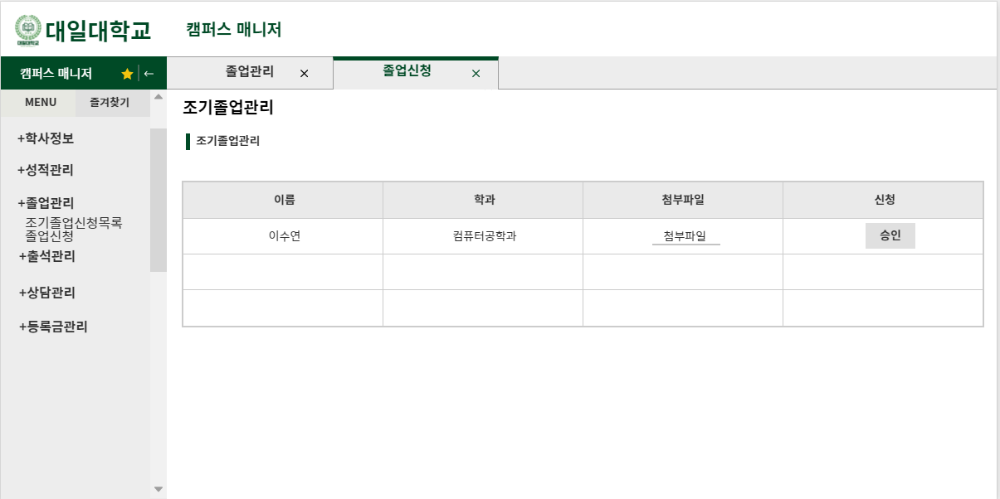 대일대학교 캠퍼스 매니저
캠퍼스 매니저 ★ ← 졸업관리 × 졸업신청 ×
MENU 즐겨찾기
조기졸업관리
조기졸업관리
+학사정보
+성적관리
+졸업관리
조기졸업신청목록
졸업신청
+출석관리
+상담관리
+등록금관리
이름 학과 첨부파일 신청
이수연 컴퓨터공학과 첨부파일 승인